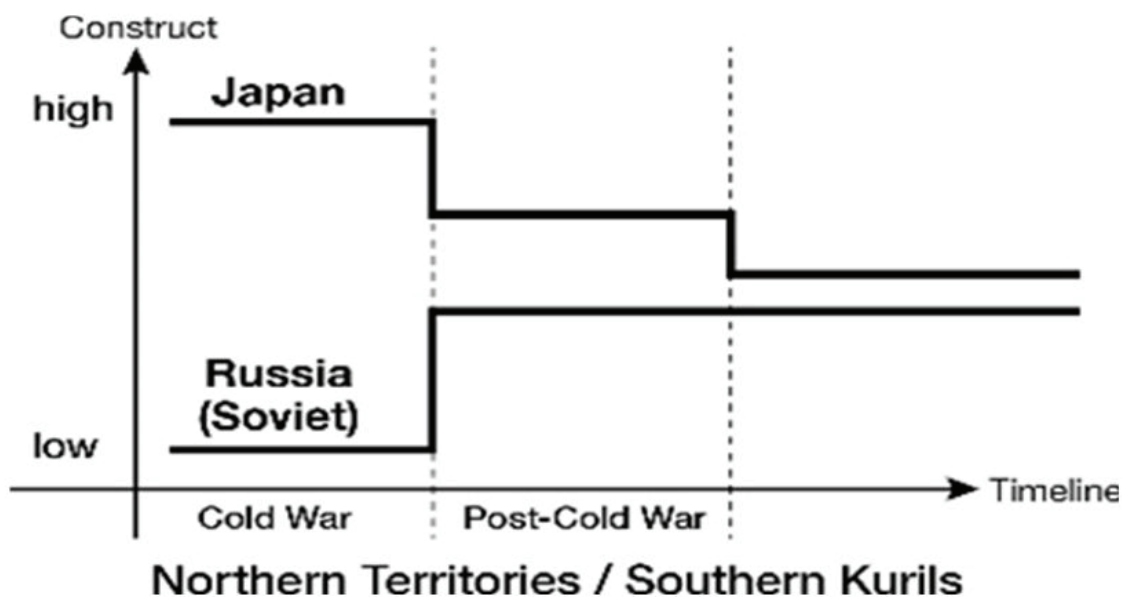 Construct
high
Japan
Russia
(Soviet)
low
Timeline
Cold War
Post-Cold War
Northern Territories / Southern Kurils